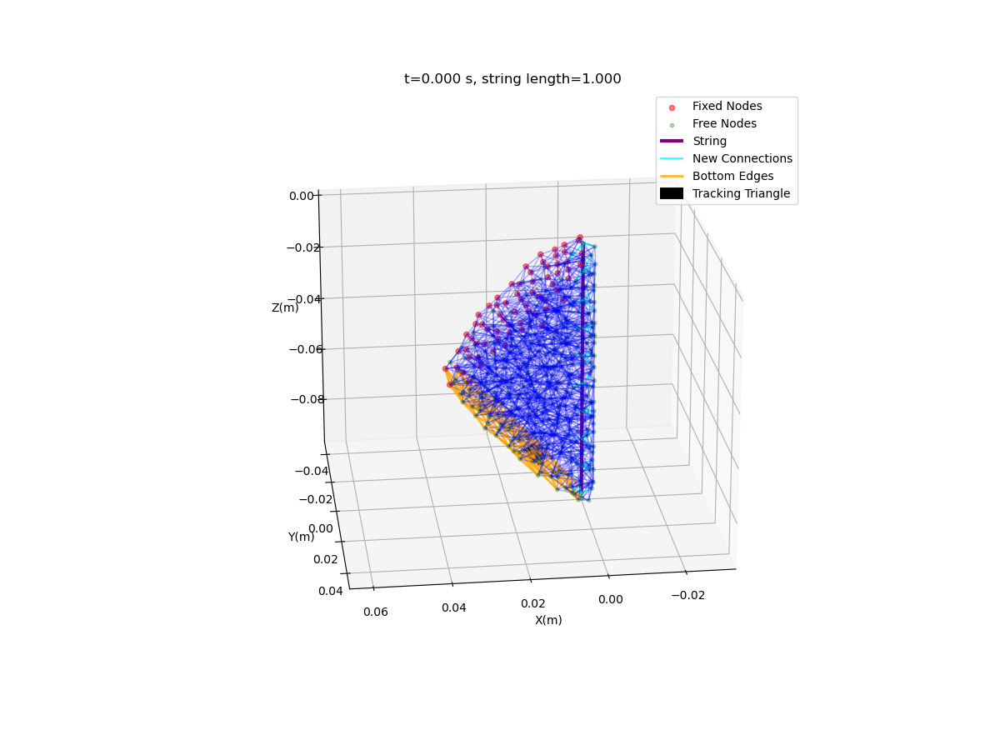 t=0.000 s, string length=1.000
Fixed Nodes
Free Nodes
String
New Connections
Bottom Edges
Tracking Triangle
0.00
−0.02
−0.04
Z(m)
−0.06
−0.08
−0.04
−0.02
0.00
Y(m)
0.02
0.04
0.06
0.04
0.02
0.00
−0.02
X(m)